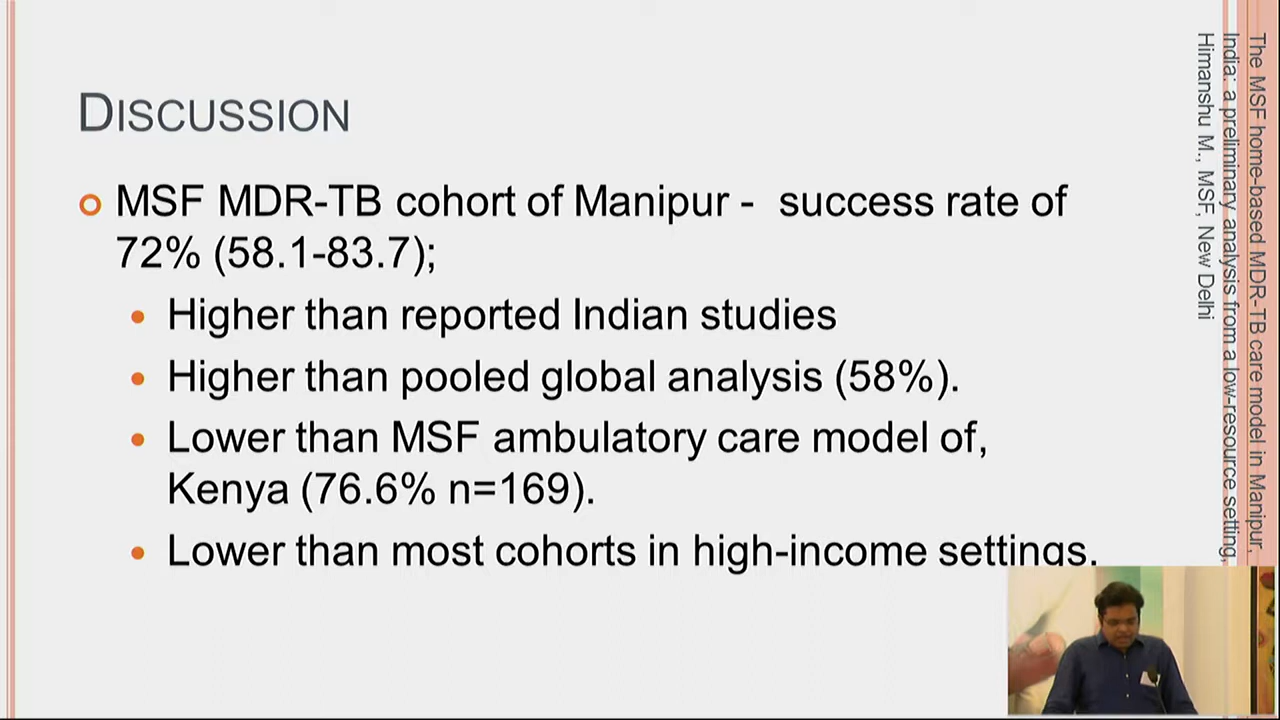 DISCUSSION
MSF MDR-TB cohort of Manipur - success rate of
72% (58.1-83.7);
Higher than reported Indian studies
Higher than pooled global analysis (58%).
Lower than MSF ambulatory care model of,
Kenya (76.6% n=169).
Lower than most cohorts in high-income settings.
The MSF home-based MDR-TB care model in Manipur,
India: a preliminary analysis from a low-resource setting,
Himanshu M., MSF, New Delhi